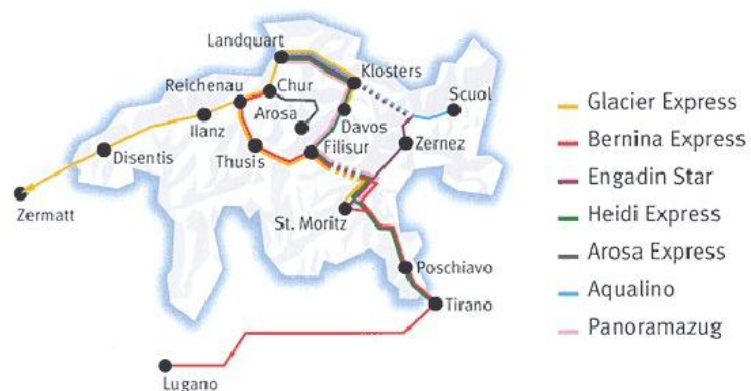 Landquart
Klosters
Reichenau
Chur
Scuol
Arosa
Ilanz
Davos
Filisur
Zernez
Disentis
Thusis
Zermatt
St. Moritz
Poschiavo
Tirano
Lugano
Glacier Express
Bernina Express
Engadin Star
Heidi Express
Arosa Express
Aqualino
Panoramazug